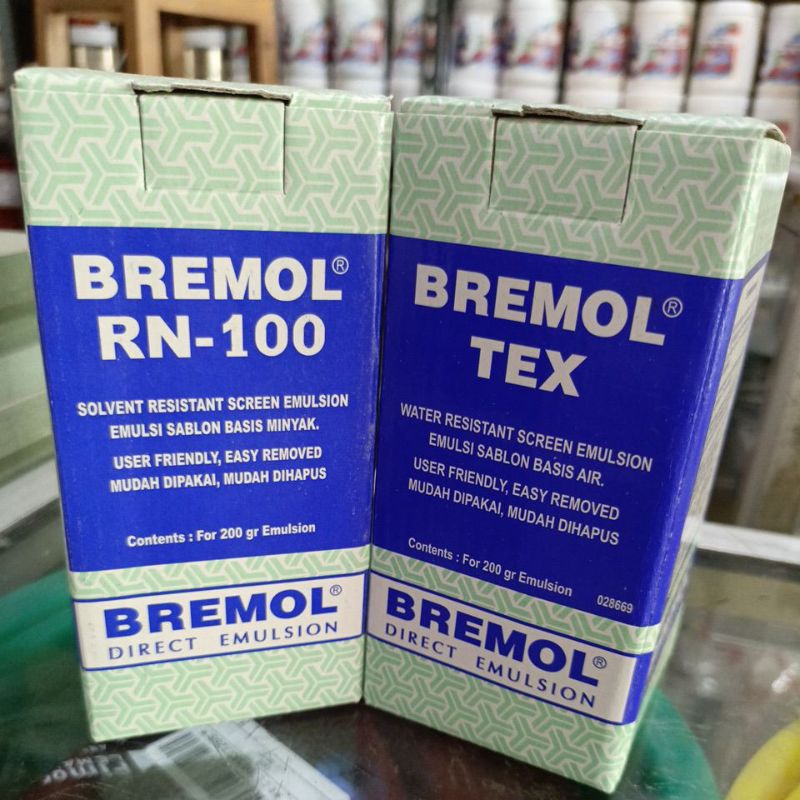 BREMOL®
RN-100
SOLVENT RESISTANT SCREEN EMULSION
EMULSI SABLON BASIS MINYAK.
USER FRIENDLY, EASY REMOVED
MUDAH DIPAKAI, MUDAH DIHAPUS
Contents : For 200 gr Emulsion
BREMOL®
DIRECT EMULSION
BREMOL®
TEX
WATER RESISTANT SCREEN EMULSION
EMULSI SABLON BASIS AIR.
USER FRIENDLY, EASY REMOVED
MUDAH DIPAKAI, MUDAH DIHAPUS
Contents : For 200 gr Emulsion 028669
BREMOL®
DIRECT EMULSION